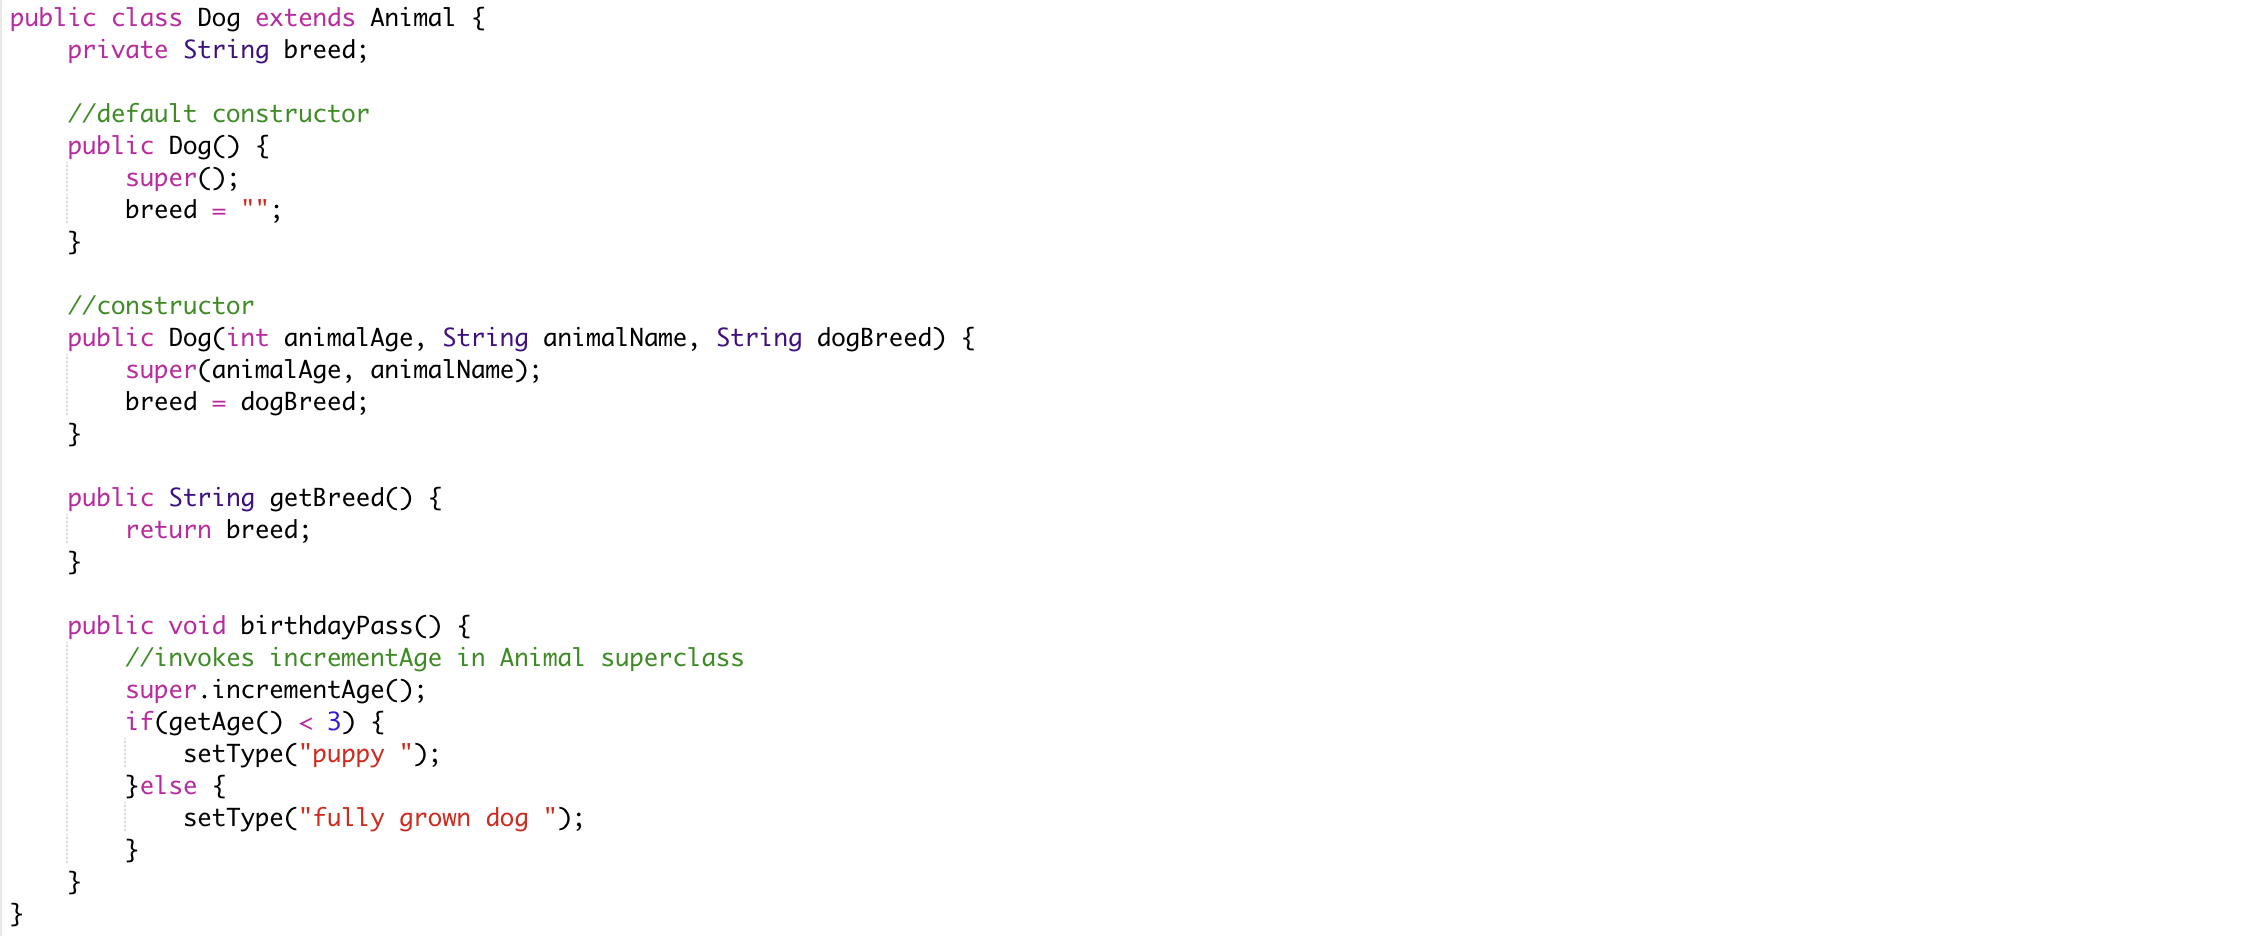 public class Dog extends Animal {
    private String breed;

    //default constructor
    public Dog() {
        super();
        breed = "";
    }

    //constructor
    public Dog(int animalAge, String animalName, String dogBreed) {
        super(animalAge, animalName);
        breed = dogBreed;
    }

    public String getBreed() {
        return breed;
    }

    public void birthdayPass() {
        //invokes incrementAge in Animal superclass
        super.incrementAge();
        if(getAge() < 3) {
            setType("puppy ");
        }else {
            setType("fully grown dog ");
        }
    }
}